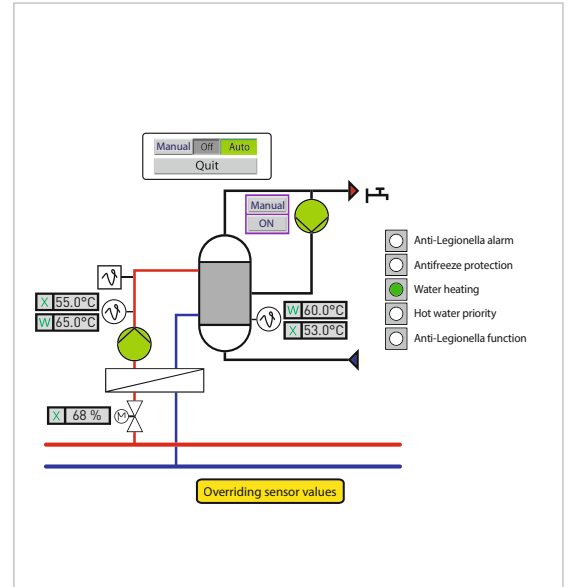 Manual Off Auto
Quit
Manual
ON
Anti-Legionella alarm
Antifreeze protection
Water heating
Hot water priority
Anti-Legionella function
X 55.0°C
W 65.0°C
W 60.0°C
X 53.0°C
X 68 %
M
Overriding sensor values